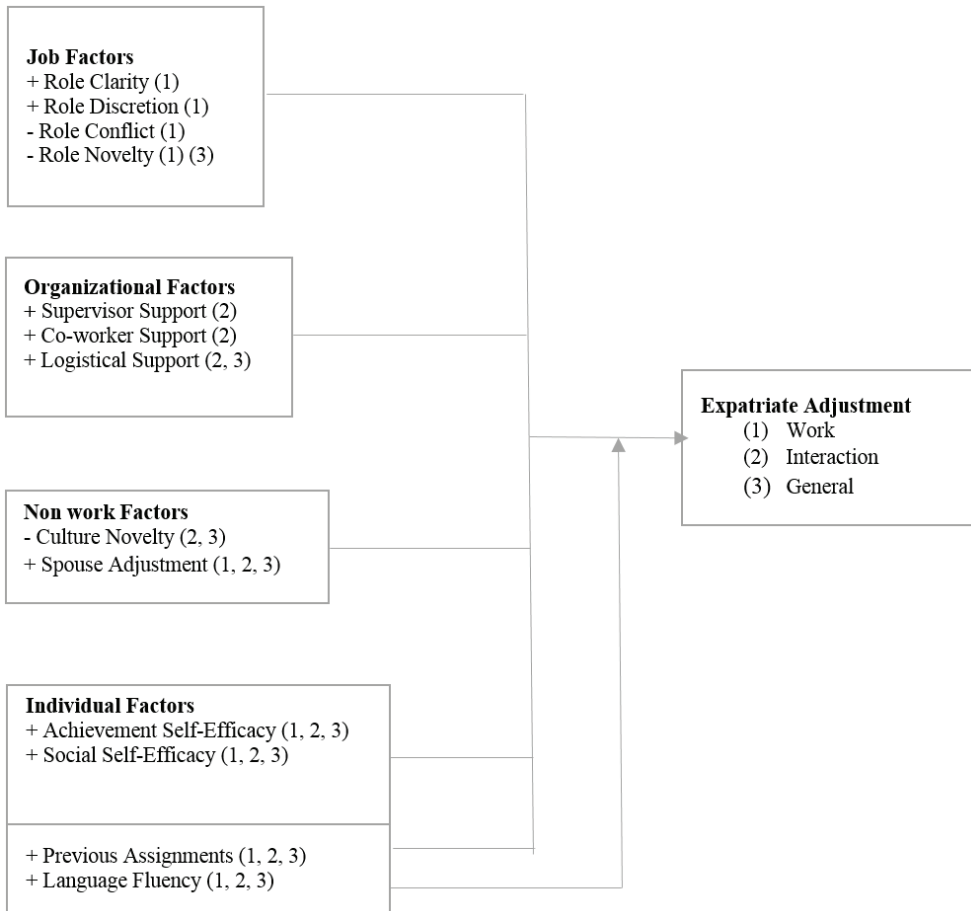 Job Factors
+ Role Clarity (1)
+ Role Discretion (1)
- Role Conflict (1)
- Role Novelty (1) (3)
Organizational Factors
+ Supervisor Support (2)
+ Co-worker Support (2)
+ Logistical Support (2, 3)
Expatriate Adjustment
(1) Work
(2) Interaction
(3) General
Non work Factors
- Culture Novelty (2, 3)
+ Spouse Adjustment (1, 2, 3)
Individual Factors
+ Achievement Self-Efficacy (1, 2, 3)
+ Social Self-Efficacy (1, 2, 3)
+ Previous Assignments (1, 2, 3)
+ Language Fluency (1, 2, 3)